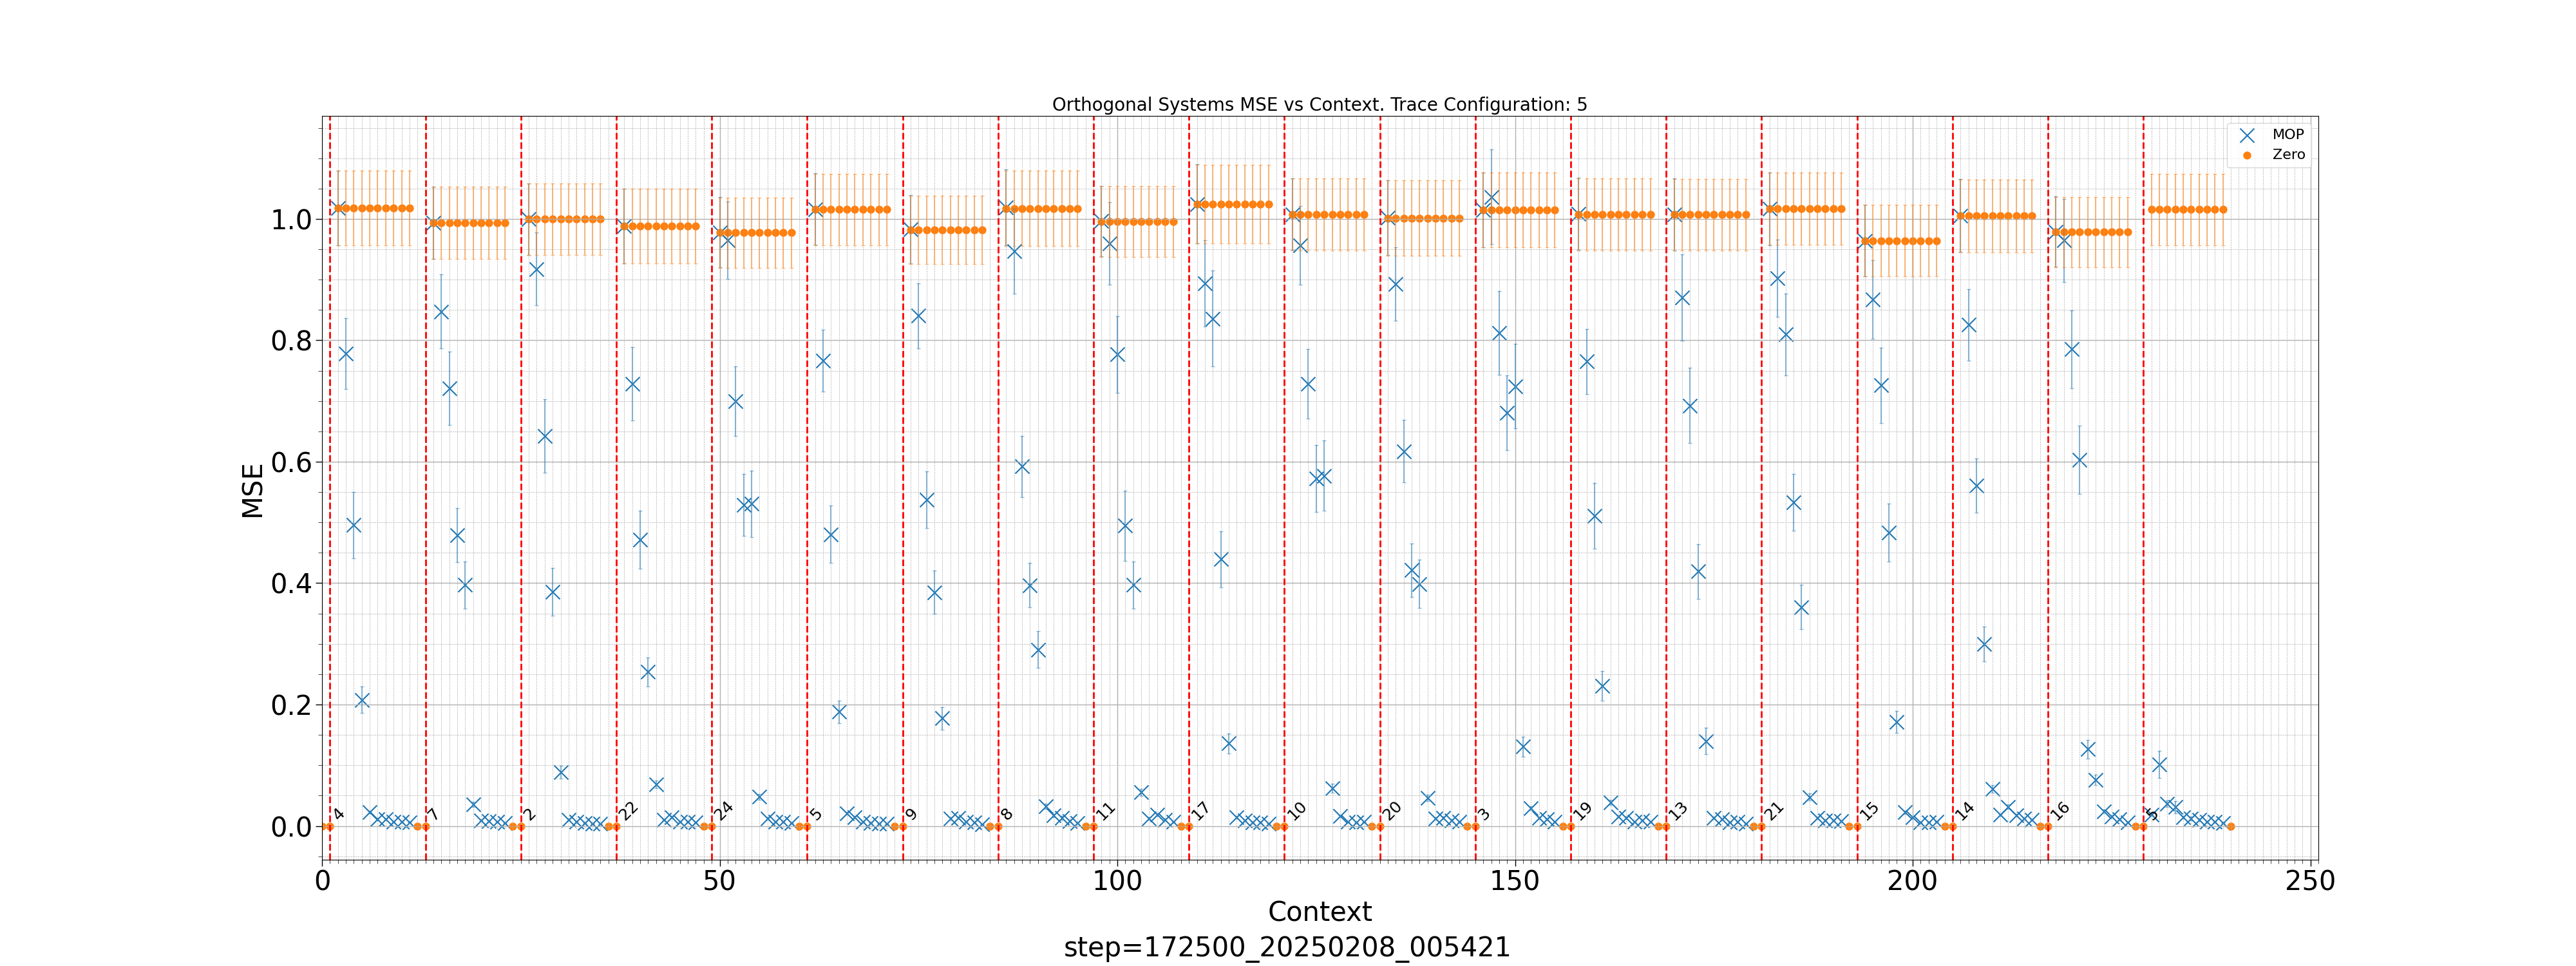 Orthogonal Systems MSE vs Context. Trace Configuration: 5
MOP
Zero
MSE
1.0
0.8
0.6
0.4
0.2
0.0
4 7 2 22 24 5 9 8 11 17 10 20 3 19 13 21 15 14 16 5
0 50 100 150 200 250
Context
step=172500_20250208_005421